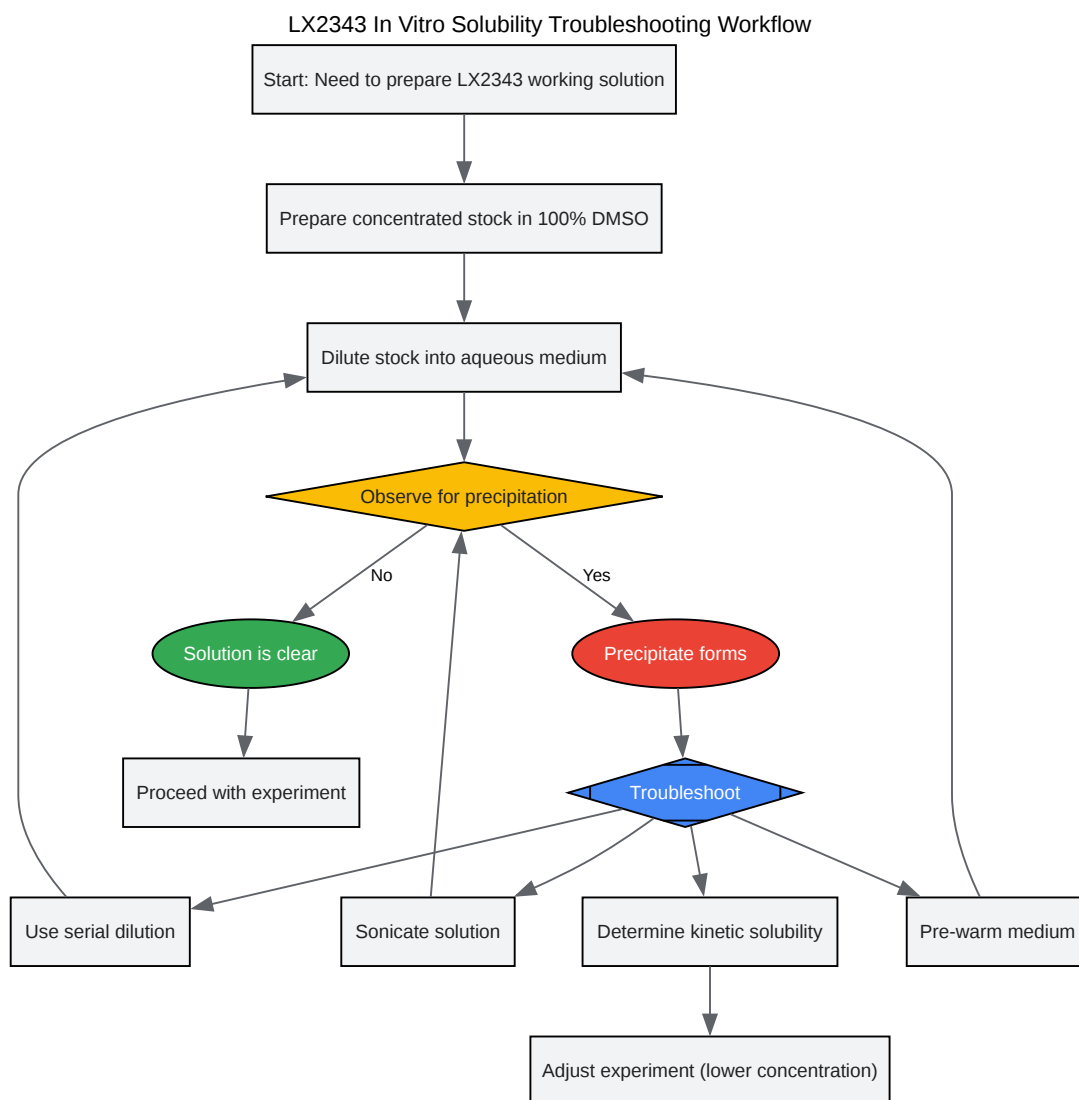 LX2343 In Vitro Solubility Troubleshooting Workflow
Start: Need to prepare LX2343 working solution
Prepare concentrated stock in 100% DMSO
Dilute stock into aqueous medium
Observe for precipitation
No
Yes
Solution is clear
Precipitate forms
Proceed with experiment
Troubleshoot
Use serial dilution
Sonicate solution
Determine kinetic solubility
Pre-warm medium
Adjust experiment (lower concentration)